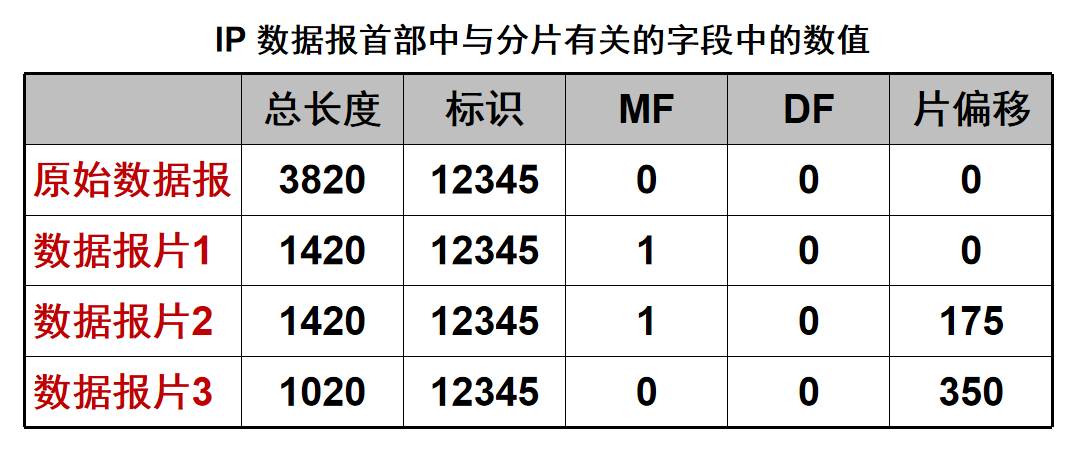 IP 数据报首部中与分片有关的字段中的数值
总长度 标识 MF DF 片偏移
原始数据报 3820 12345 0 0 0
数据报片1 1420 12345 1 0 0
数据报片2 1420 12345 1 0 175
数据报片3 1020 12345 0 0 350